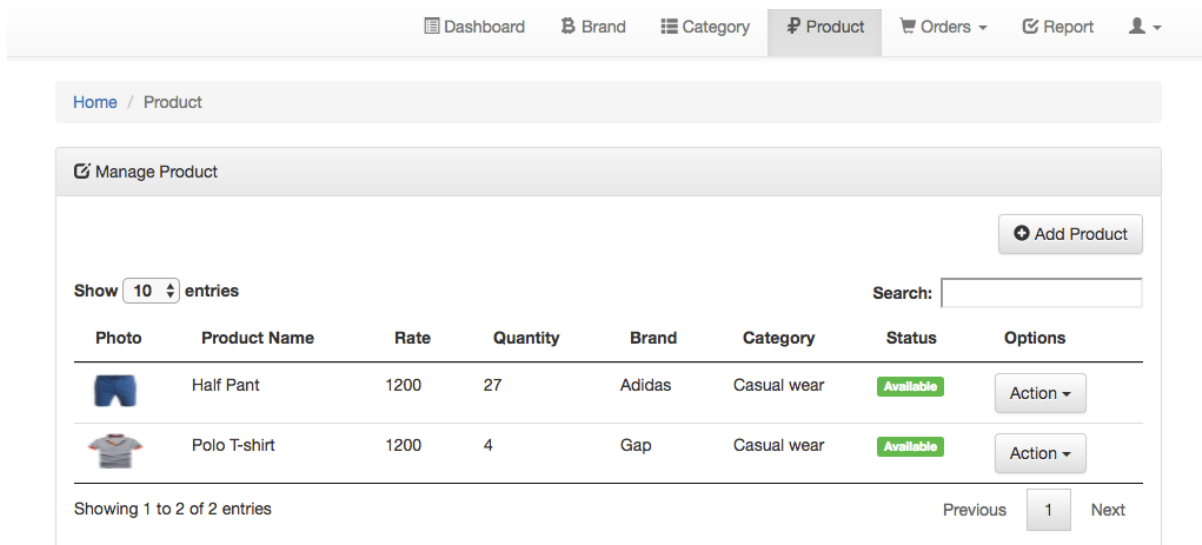 Dashboard Brand Category Product Orders Report
Home / Product
Manage Product
Add Product
Show 10 entries Search:
Photo Product Name Rate Quantity Brand Category Status Options
Half Pant 1200 27 Adidas Casual wear Available Action
Polo T-shirt 1200 4 Gap Casual wear Available Action
Showing 1 to 2 of 2 entries Previous 1 Next